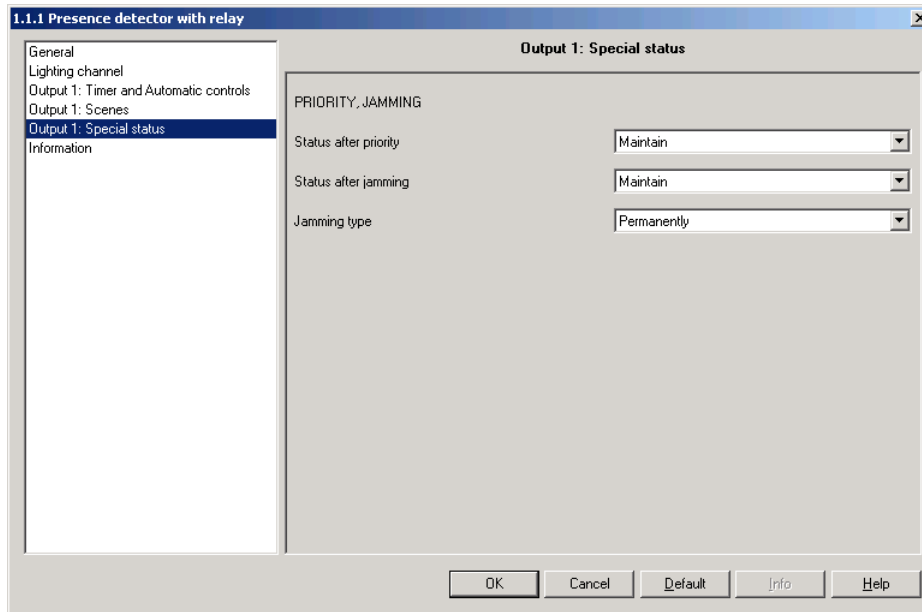 1.1.1 Presence detector with relay
General
Lighting channel
Output 1: Timer and Automatic controls
Output 1: Scenes
Output 1: Special status
Information
Output 1: Special status
PRIORITY, JAMMING
Status after priority Maintain
Status after jamming Maintain
Jamming type Permanently
OK Cancel Default Info Help